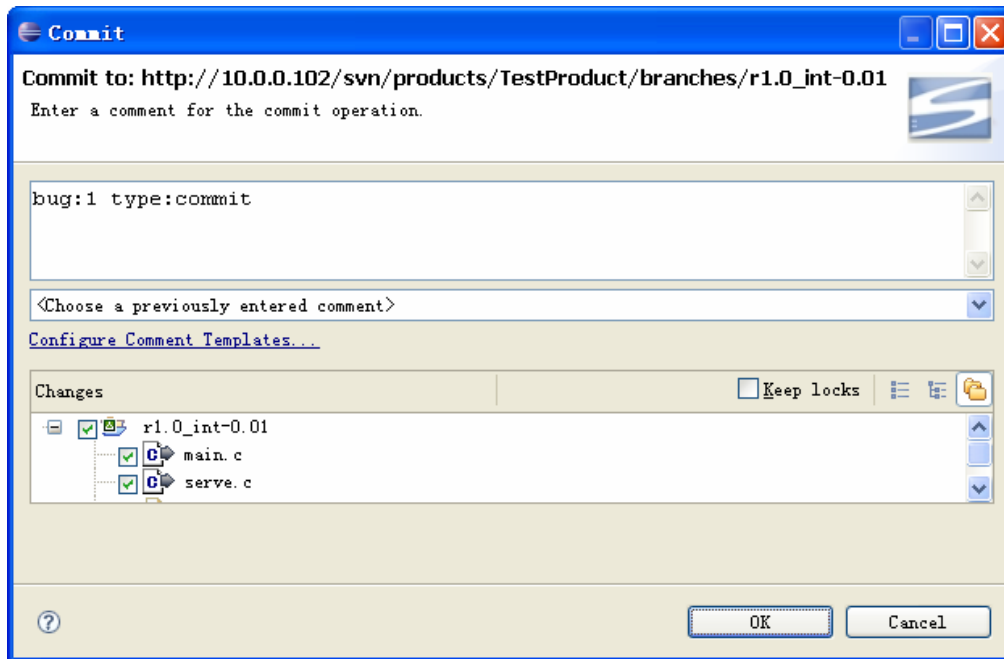 Commit
Commit to: http://10.0.0.102/svn/products/TestProduct/branches/r1.0_int-0.01
Enter a comment for the commit operation.
bug:1 type:commit
<Choose a previously entered comment>
Configure Comment Templates...
Changes
Keep locks
r1.0_int-0.01
main.c
serve.c
OK
Cancel